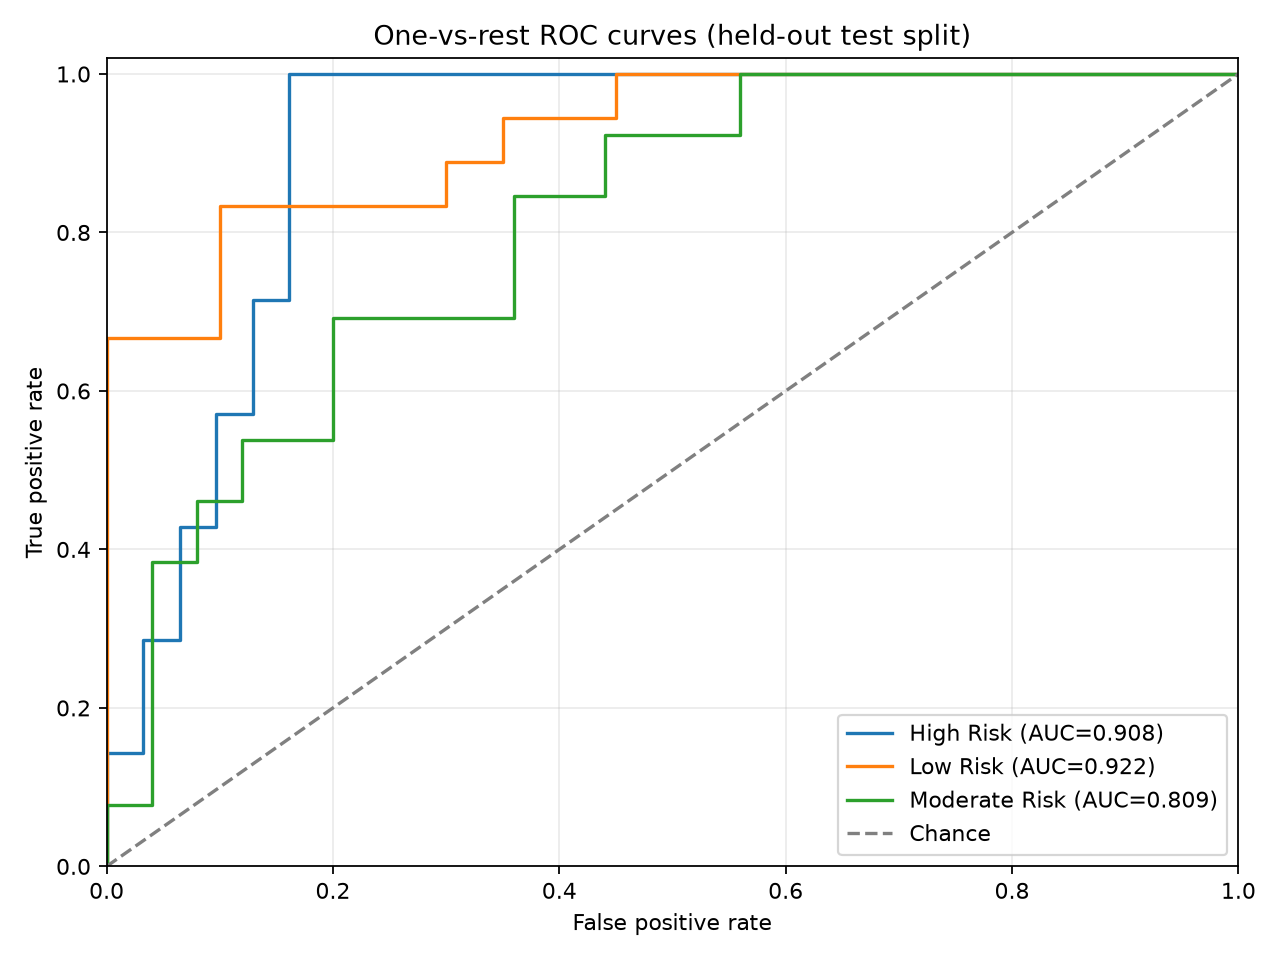 One-vs-rest ROC curves (held-out test split)
True positive rate
1.0
0.8
0.6
0.4
0.2
0.0
0.0 0.2 0.4 0.6 0.8 1.0
False positive rate
High Risk (AUC=0.908)
Low Risk (AUC=0.922)
Moderate Risk (AUC=0.809)
Chance